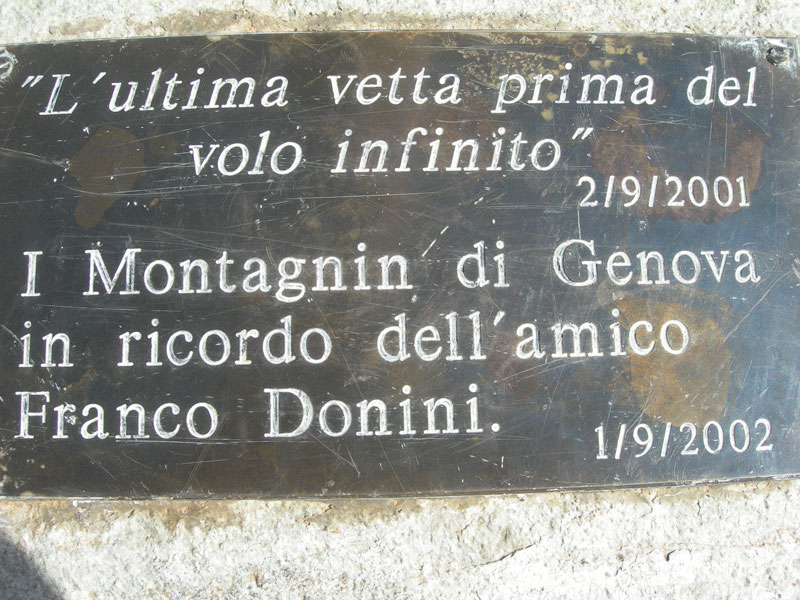 "L'ultima vetta prima del
volo infinito"
2/9/2001
I Montagnin di Genova
in ricordo dell'amico
Franco Donini.
1/9/2002